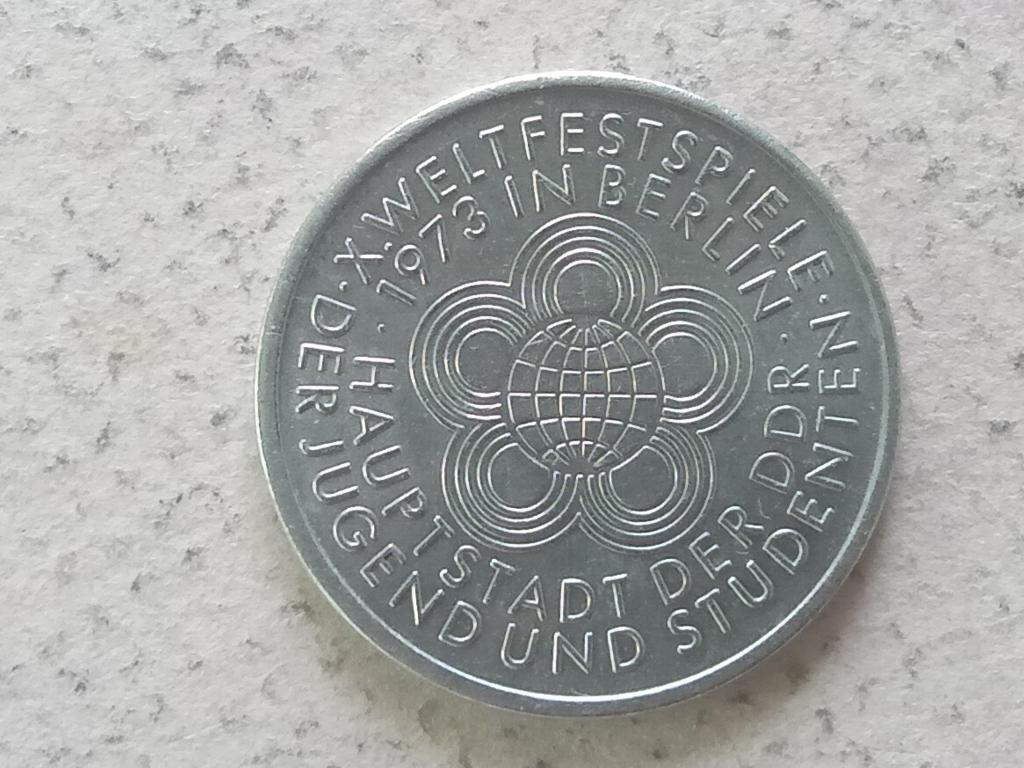 · X. WELTFESTSPIELE ·
DER JUGEND UND STUDENTEN
· 1973 IN BERLIN ·
HAUPTSTADT DER DDR